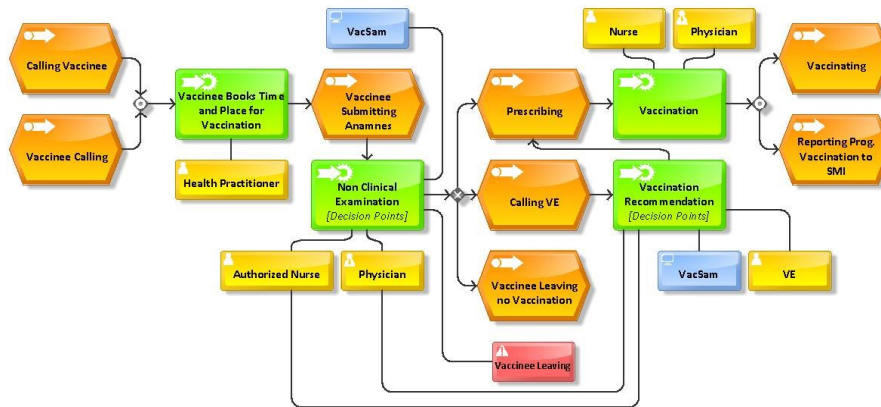 Calling Vaccinee
Vaccinee Calling
Vaccinee Books Time
and Place for
Vaccination
Health Practitioner
VacSam
Vaccinee
Submitting
Anamnes
Non Clinical
Examination
[Decision Points]
Authorized Nurse
Physician
Prescribing
Calling VE
Vaccinee Leaving
no Vaccination
Vaccinee Leaving
Nurse
Physician
Vaccination
Vaccination
Recommendation
[Decision Points]
VacSam
VE
Vaccinating
Reporting Prog.
Vaccination to
SMI